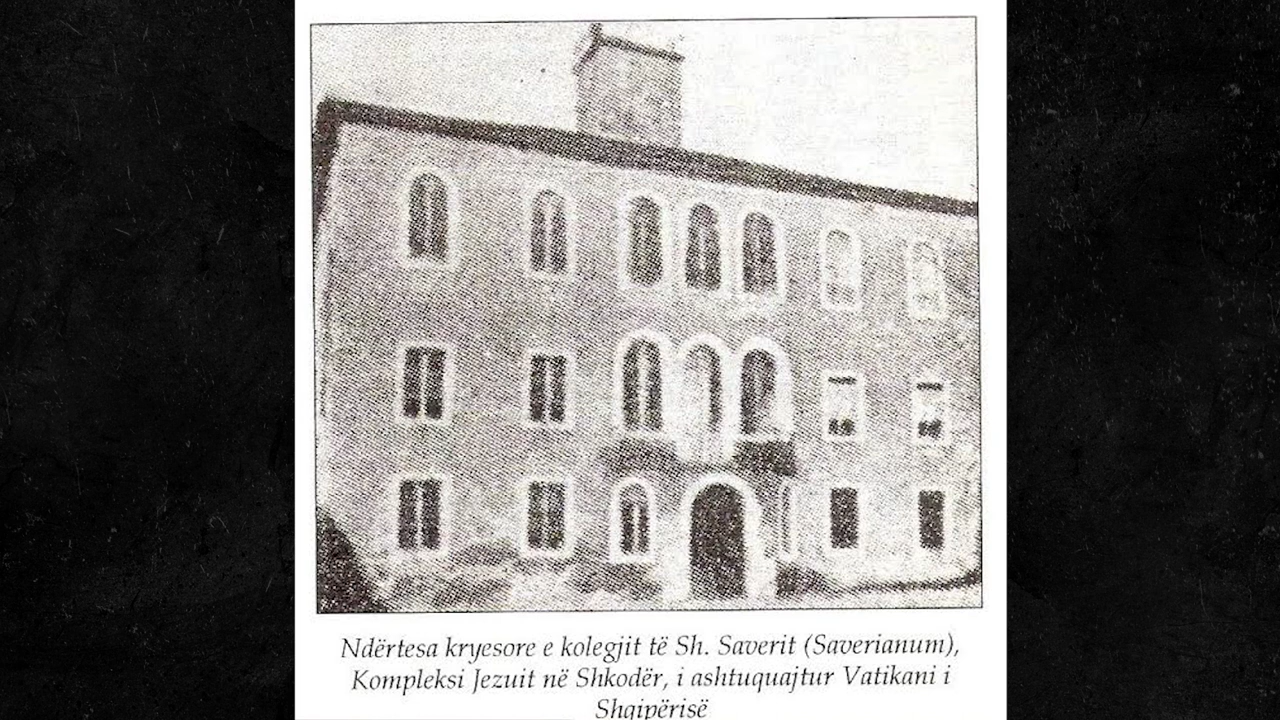 Ndërtesa kryesore e kolegjit të Sh. Saverit (Saverianum),
Kompleksi Jezuit në Shkodër, i ashtuquajtur Vatikani i
Shqipërisë